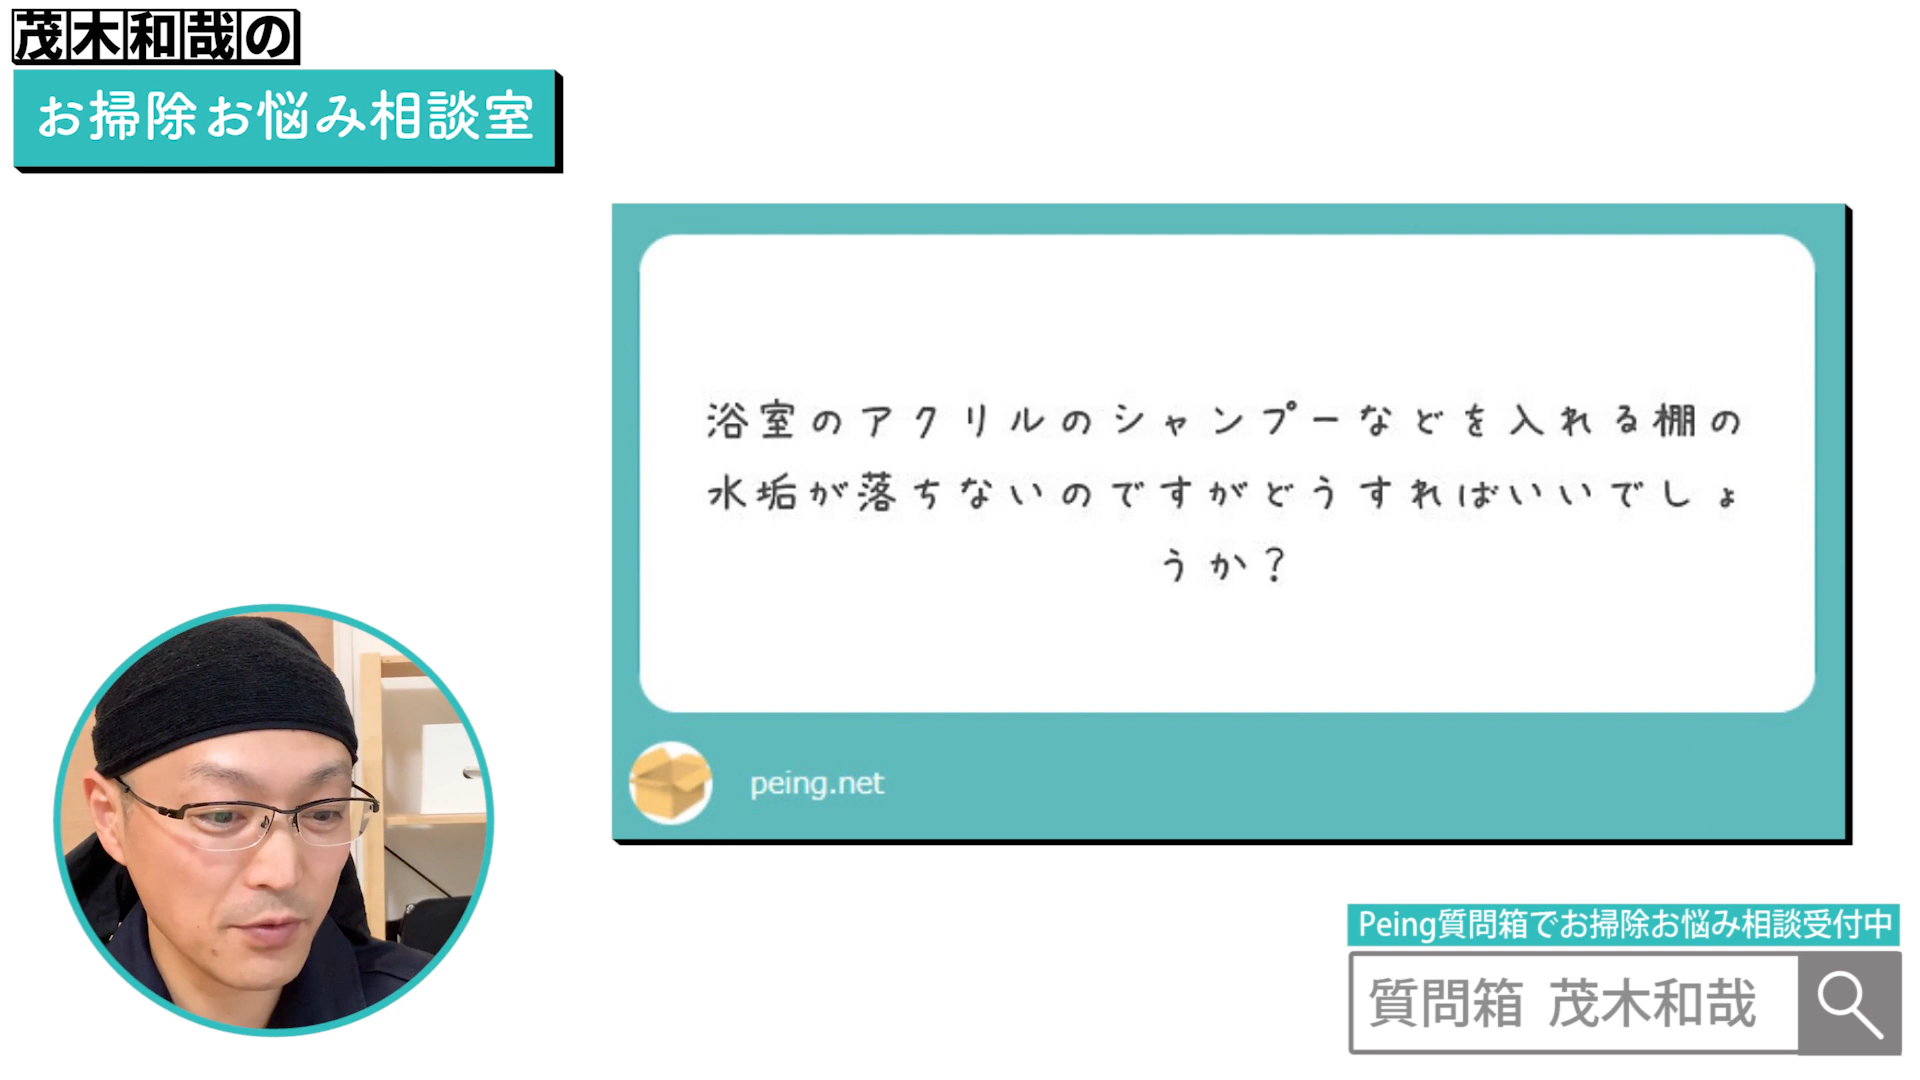 茂木和哉の
お掃除お悩み相談室
浴室のアクリルのシャンプーなどを入れる棚の
水垢が落ちないのですがどうすればいいでしょ
うか？
peing.net
Peing質問箱でお掃除お悩み相談受付中
質問箱 茂木和哉